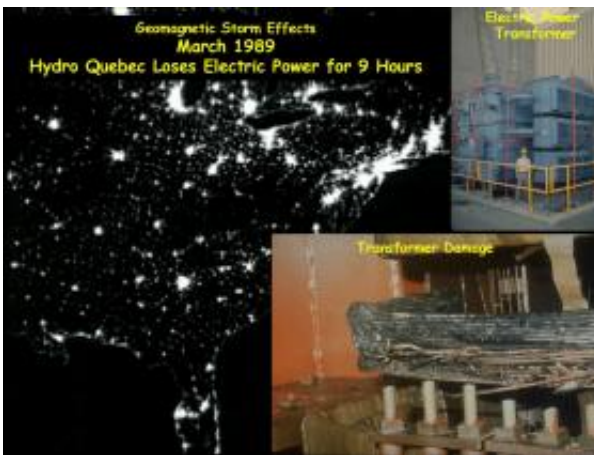 Geomagnetic Storm Effects
March 1989
Hydro Quebec Loses Electric Power for 9 Hours
Electric Power
Transformer
Transformer Damage